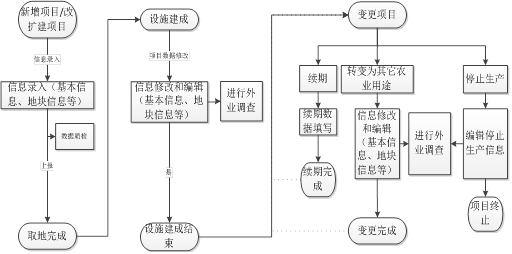 新增项目/改
扩建项目
信息录入
信息录入（基本信
息、地块信息等）
数据质检
上报
取地完成
设施建成
项目数据修改
信息修改和编辑
（基本信息、地
块信息等）
进行外
业调查
设施建成结
束
变更项目
续期
续期数
据填写
续期完
成
转变为其它农
业用途
信息修改
和编辑
（基本信
息、地块
信息等）
进行外
业调查
变更完成
停止生产
编辑停止
生产信息
项目终
止